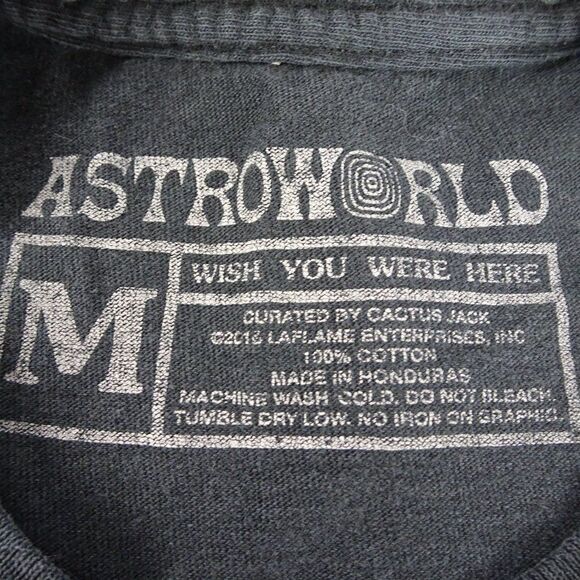 ASTROWORLD
M
WISH YOU WERE HERE
CURATED BY CACTUS JACK
©2018 LAFLAME ENTERPRISES, INC
100% COTTON
MADE IN HONDURAS
MACHINE WASH COLD. DO NOT BLEACH.
TUMBLE DRY LOW. NO IRON ON GRAPHIC.